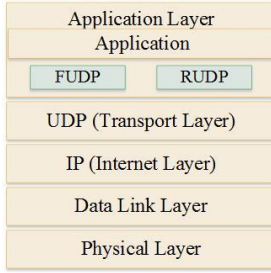 Application Layer
Application
FUDP RUDP
UDP (Transport Layer)
IP (Internet Layer)
Data Link Layer
Physical Layer